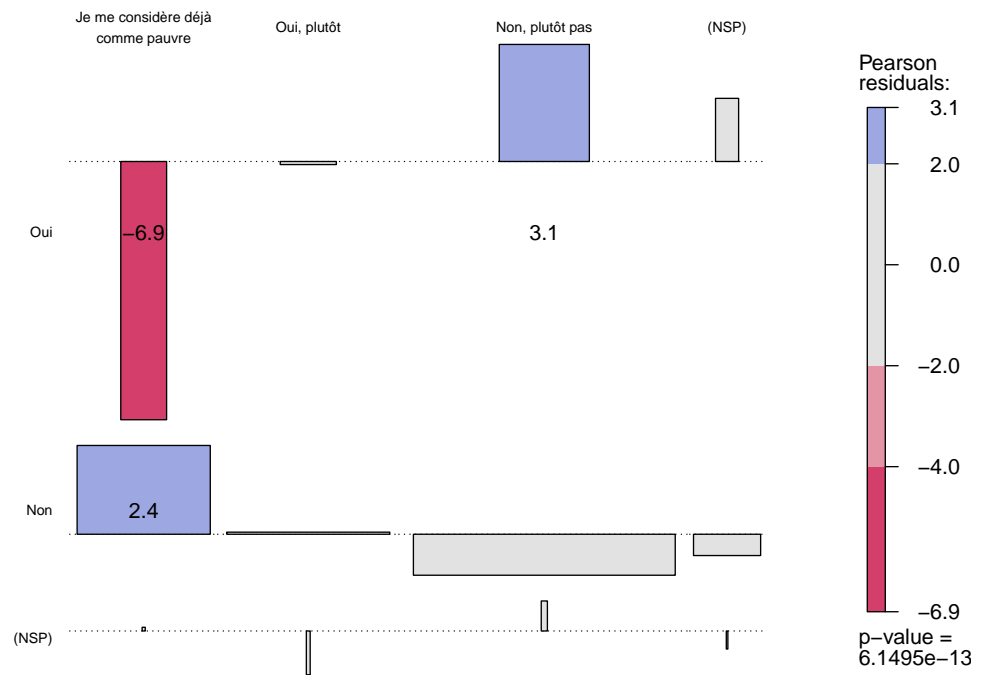 Je me considère déjà
comme pauvre
Oui, plutôt
Non, plutôt pas
(NSP)
Pearson
residuals:
3.1
2.0
0.0
−2.0
−4.0
−6.9
p−value =
6.1495e−13
Oui
−6.9
3.1
Non
2.4
(NSP)